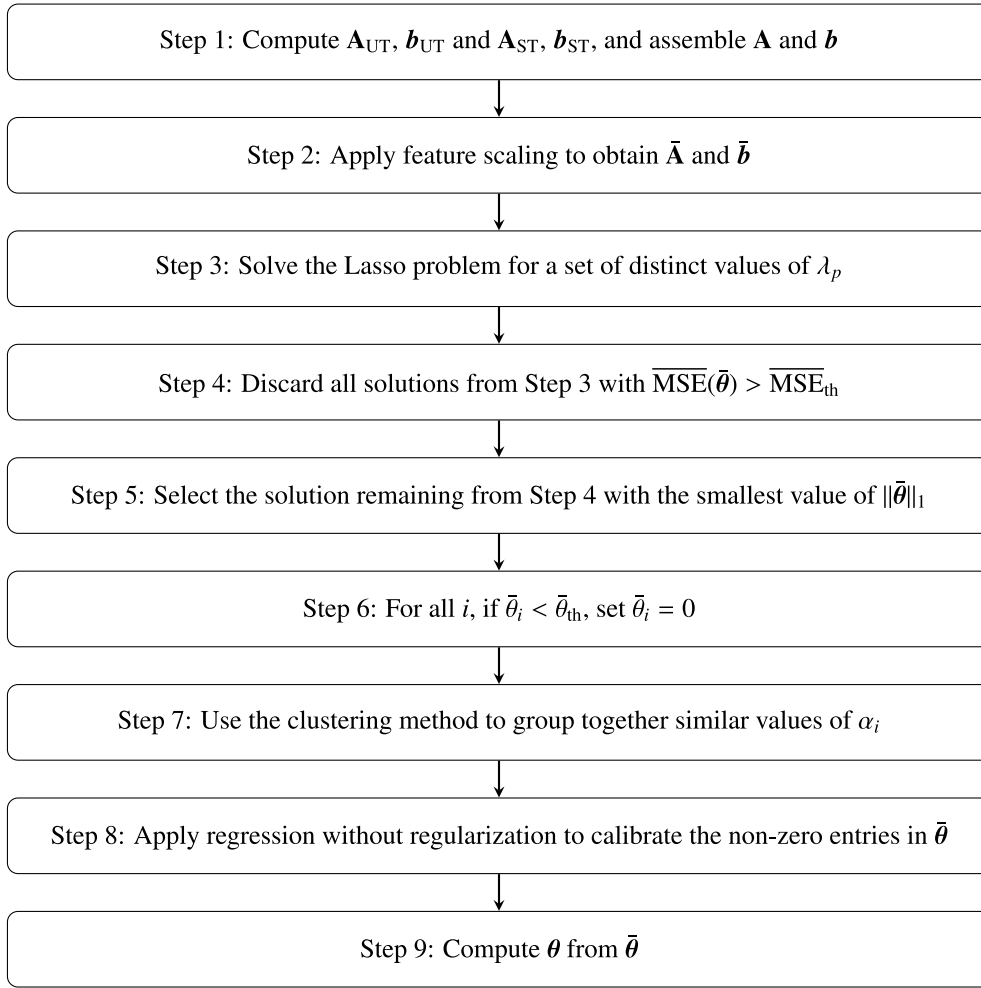 Step 1: Compute A_UT, b_UT and A_ST, b_ST, and assemble A and b
Step 2: Apply feature scaling to obtain Ā and b̄
Step 3: Solve the Lasso problem for a set of distinct values of λ_p
Step 4: Discard all solutions from Step 3 with M̅S̅E̅(θ̄) > M̅S̅E̅_th
Step 5: Select the solution remaining from Step 4 with the smallest value of ||θ̄||₁
Step 6: For all i, if θ̄_i < θ̄_th, set θ̄_i = 0
Step 7: Use the clustering method to group together similar values of α_i
Step 8: Apply regression without regularization to calibrate the non-zero entries in θ̄
Step 9: Compute θ from θ̄